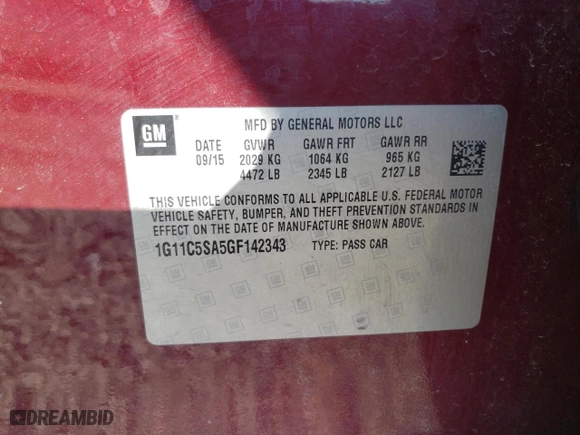 GM
MFD BY GENERAL MOTORS LLC
DATE GVWR GAWR FRT GAWR RR
09/15 2029 KG 1064 KG 965 KG
4472 LB 2345 LB 2127 LB
THIS VEHICLE CONFORMS TO ALL APPLICABLE U.S. FEDERAL MOTOR
VEHICLE SAFETY, BUMPER, AND THEFT PREVENTION STANDARDS IN
EFFECT ON THE DATE OF MANUFACTURE SHOWN ABOVE.
1G11C5SA5GF142343 TYPE: PASS CAR
DREAMBID